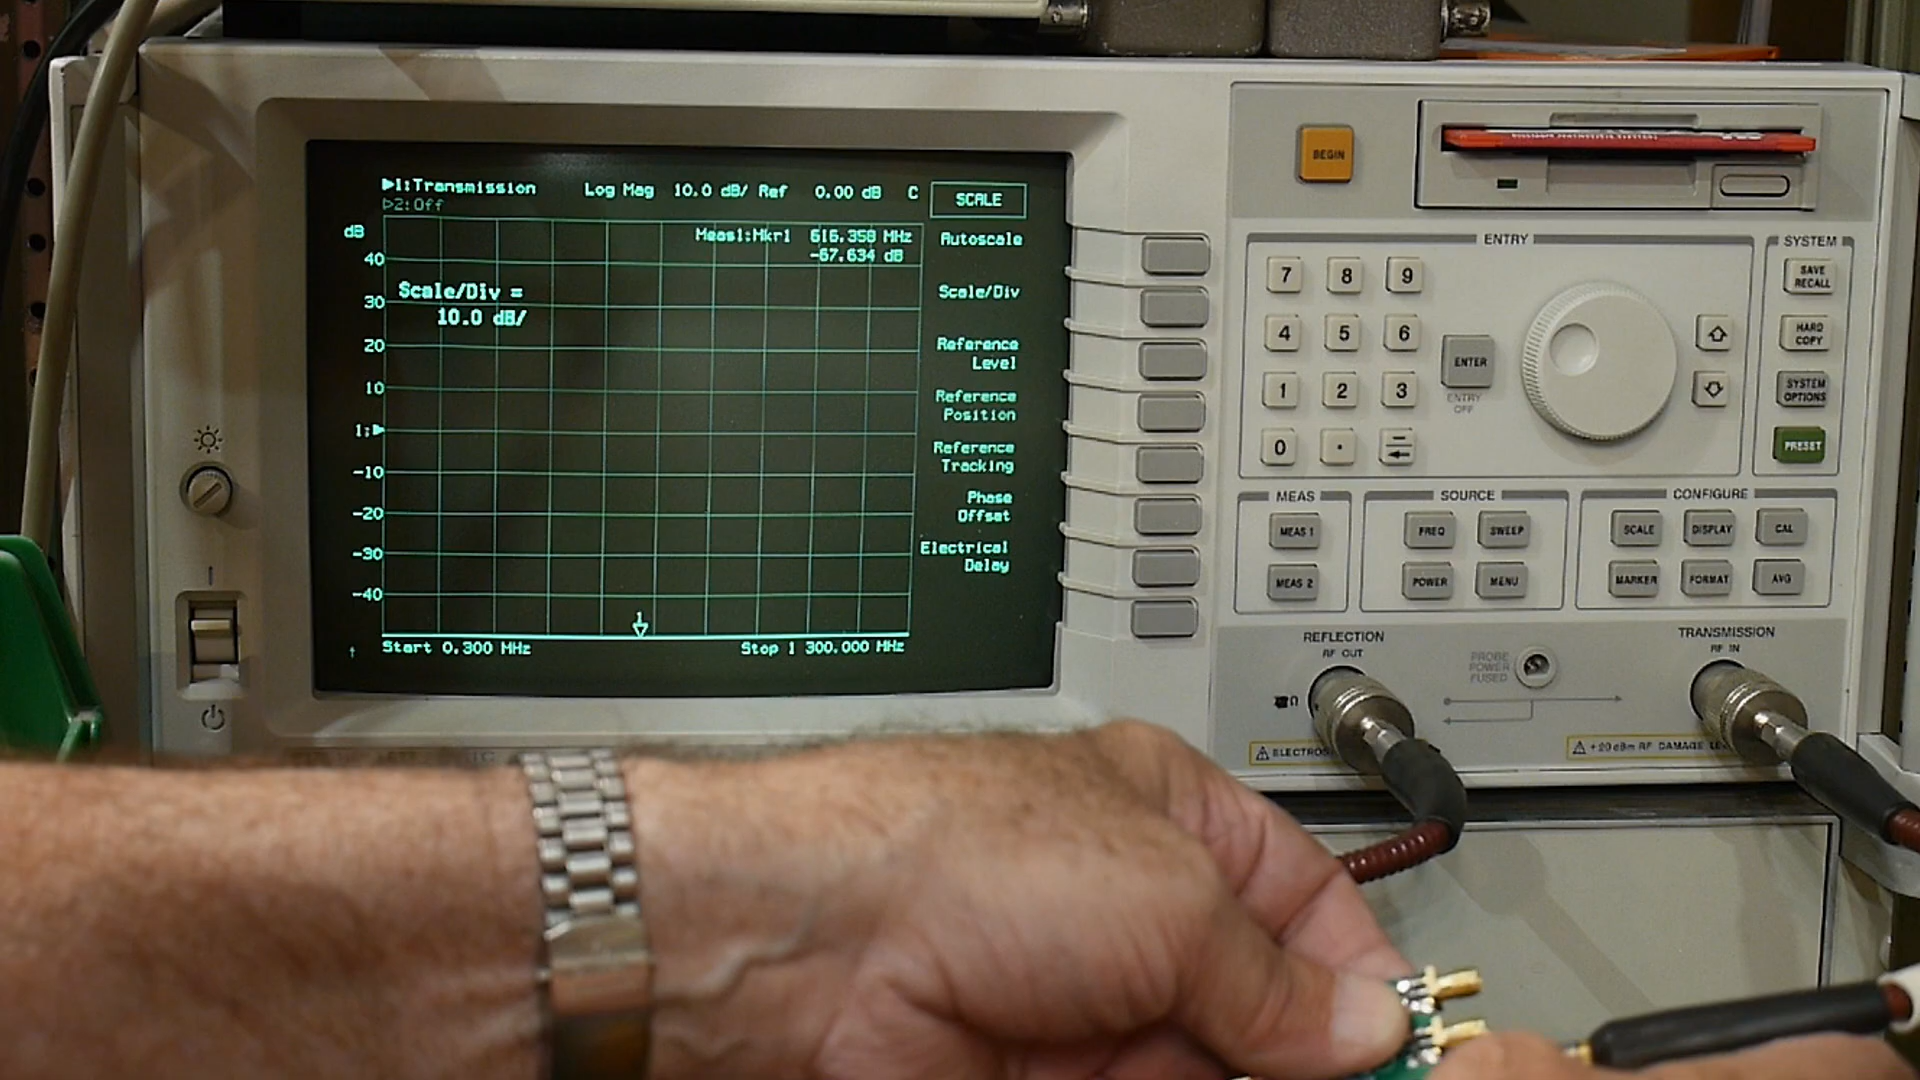 ▶1:Transmission Log Mag 10.0 dB/ Ref 0.00 dB C
▷2:Off
SCALE
dB
Meas1:Mkr1 616.358 MHz
-67.634 dB
Autoscale
40
Scale/Div =
10.0 dB/
Scale/Div
30
20
Reference
Level
10
Reference
Position
1:▶
Reference
Tracking
-10
Phase
Offset
-20
Electrical
Delay
-30
-40
1
Start 0.300 MHz
Stop 1 300.000 MHz
BEGIN
ENTRY
7 8 9
4 5 6
1 2 3
0 .
ENTER
ENTRY
OFF
SYSTEM
SAVE
RECALL
HARD
COPY
SYSTEM
OPTIONS
PRESET
MEAS
MEAS 1
MEAS 2
SOURCE
FREQ SWEEP
POWER MENU
CONFIGURE
SCALE DISPLAY CAL
MARKER FORMAT AVG
REFLECTION
RF OUT
PROBE
POWER
FUSED
TRANSMISSION
RF IN
Ω
+20 dBm RF DAMAGE